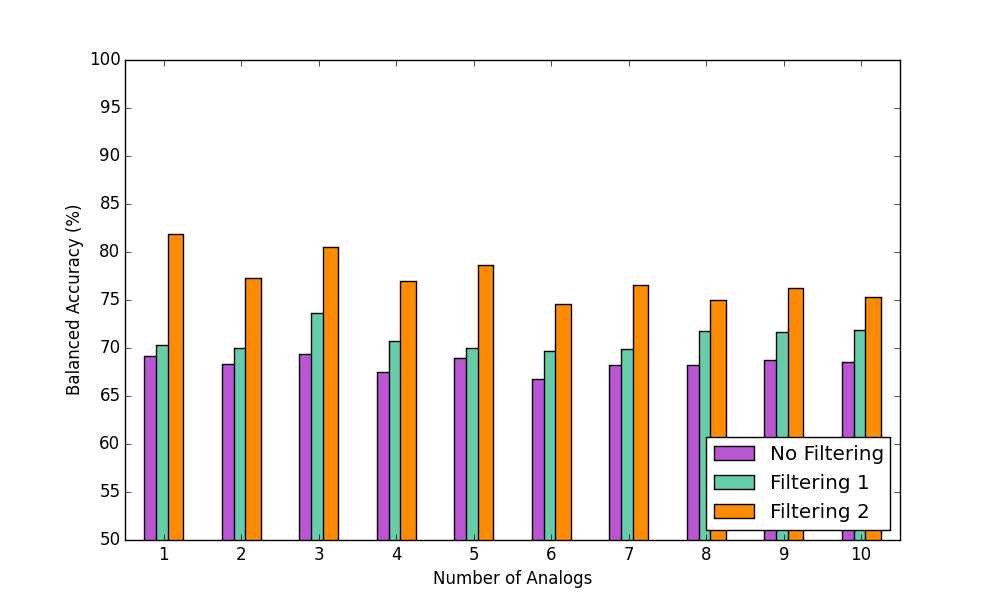 100
95
90
85
80
75
70
65
60
55
50
Balanced Accuracy (%)
No Filtering
Filtering 1
Filtering 2
1 2 3 4 5 6 7 8 9 10
Number of Analogs